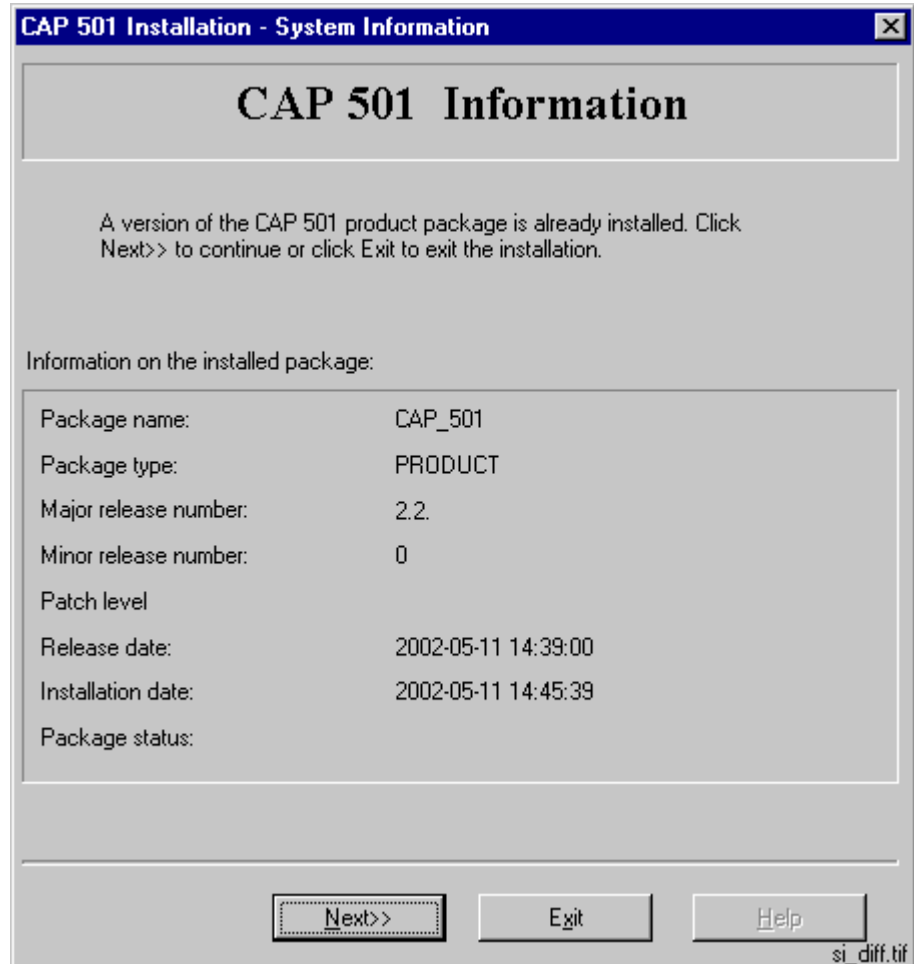 CAP 501 Installation - System Information
CAP 501 Information
A version of the CAP 501 product package is already installed. Click
Next>> to continue or click Exit to exit the installation.
Information on the installed package:
Package name: CAP_501
Package type: PRODUCT
Major release number: 2.2.
Minor release number: 0
Patch level
Release date: 2002-05-11 14:39:00
Installation date: 2002-05-11 14:45:39
Package status:
Next>> Exit Help
si_diff.tif